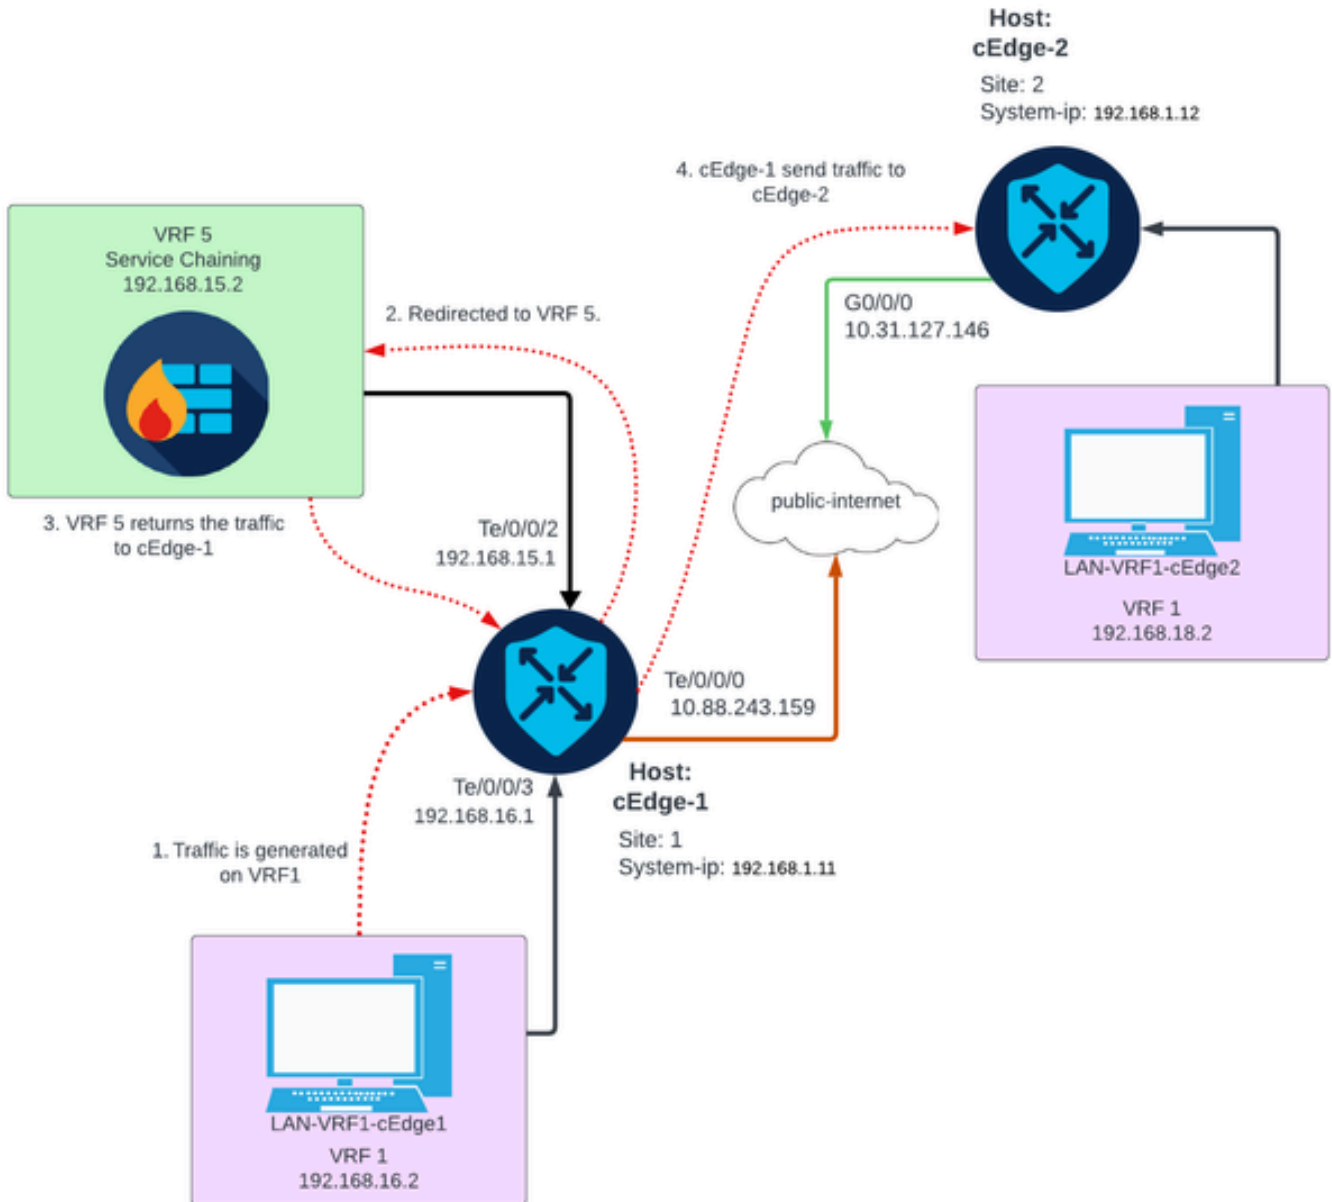 Host:
cEdge-2
Site: 2
System-ip: 192.168.1.12
4. cEdge-1 send traffic to
cEdge-2
VRF 5
Service Chaining
192.168.15.2
2. Redirected to VRF 5.
G0/0/0
10.31.127.146
public-internet
3. VRF 5 returns the traffic
to cEdge-1
Te/0/0/2
192.168.15.1
LAN-VRF1-cEdge2
VRF 1
192.168.18.2
Te/0/0/0
10.88.243.159
Te/0/0/3
192.168.16.1
Host:
cEdge-1
Site: 1
System-ip: 192.168.1.11
1. Traffic is generated
on VRF1
LAN-VRF1-cEdge1
VRF 1
192.168.16.2